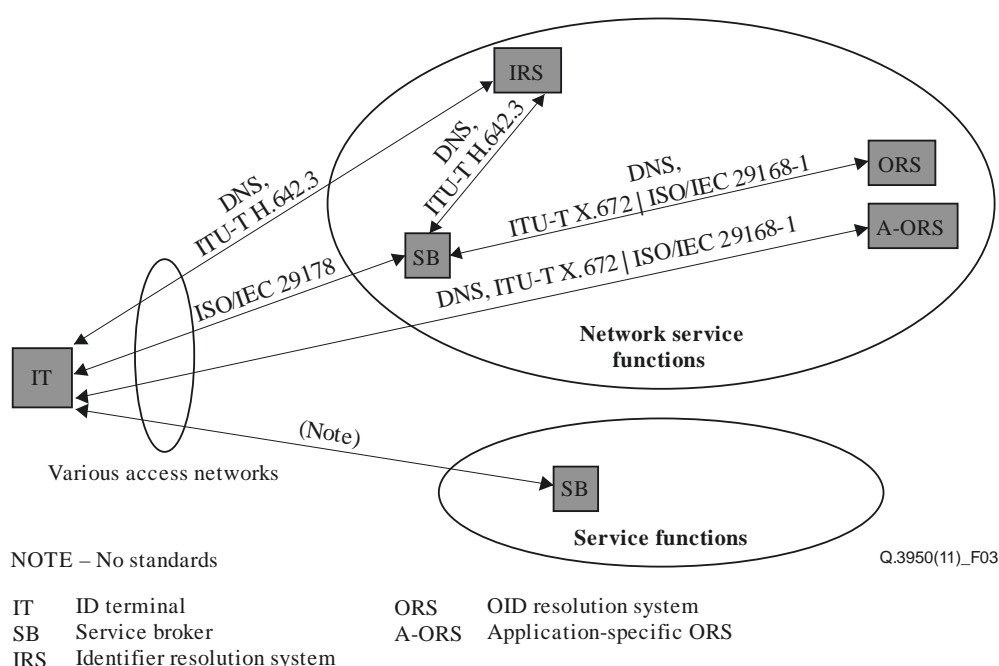 IRS
DNS,
ITU-T H.642.3
DNS,
ITU-T H.642.3
DNS,
ITU-T X.672 | ISO/IEC 29168-1
ORS
A-ORS
SB
ISO/IEC 29178
DNS, ITU-T X.672 | ISO/IEC 29168-1
Network service
functions
IT
(Note)
Various access networks
SB
Service functions
NOTE – No standards
Q.3950(11)_F03
IT ID terminal
SB Service broker
IRS Identifier resolution system
ORS OID resolution system
A-ORS Application-specific ORS